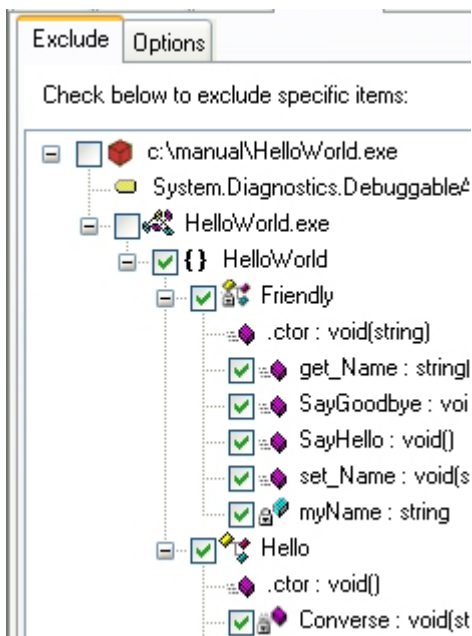 Exclude
Options
Check below to exclude specific items:
c:\manual\HelloWorld.exe
System.Diagnostics.Debuggable
HelloWorld.exe
{} HelloWorld
Friendly
.ctor : void(string)
get_Name : string(
SayGoodbye : voi
SayHello : void()
set_Name : void(s
myName : string
Hello
.ctor : void()
Converse : void(st